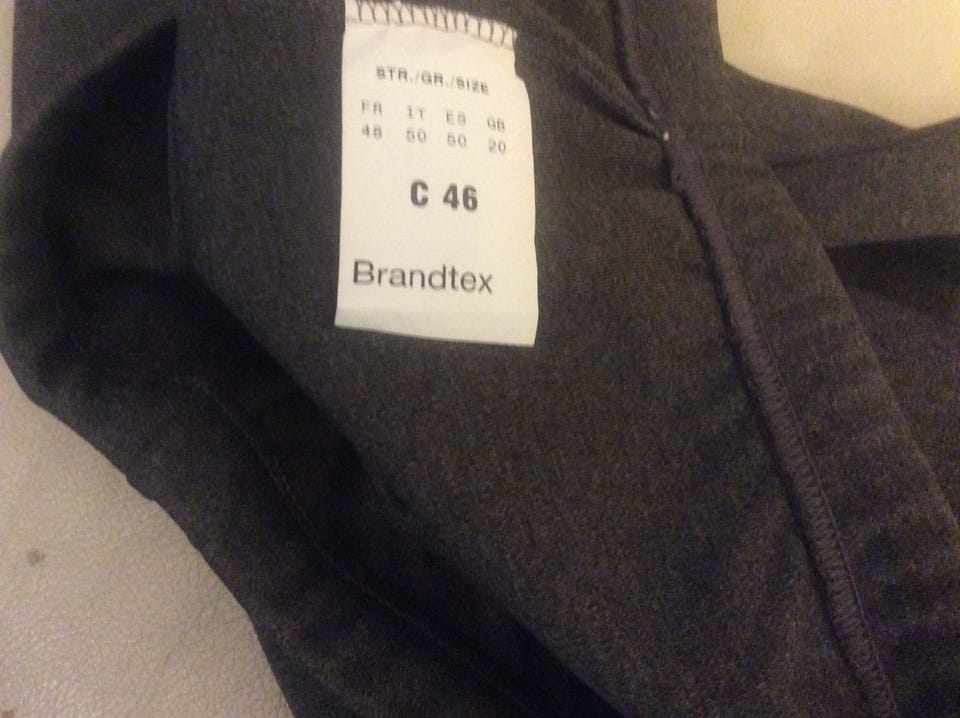 STR./GR./SIZE
FR IT ES GB
48 50 50 20
C 46
Brandtex